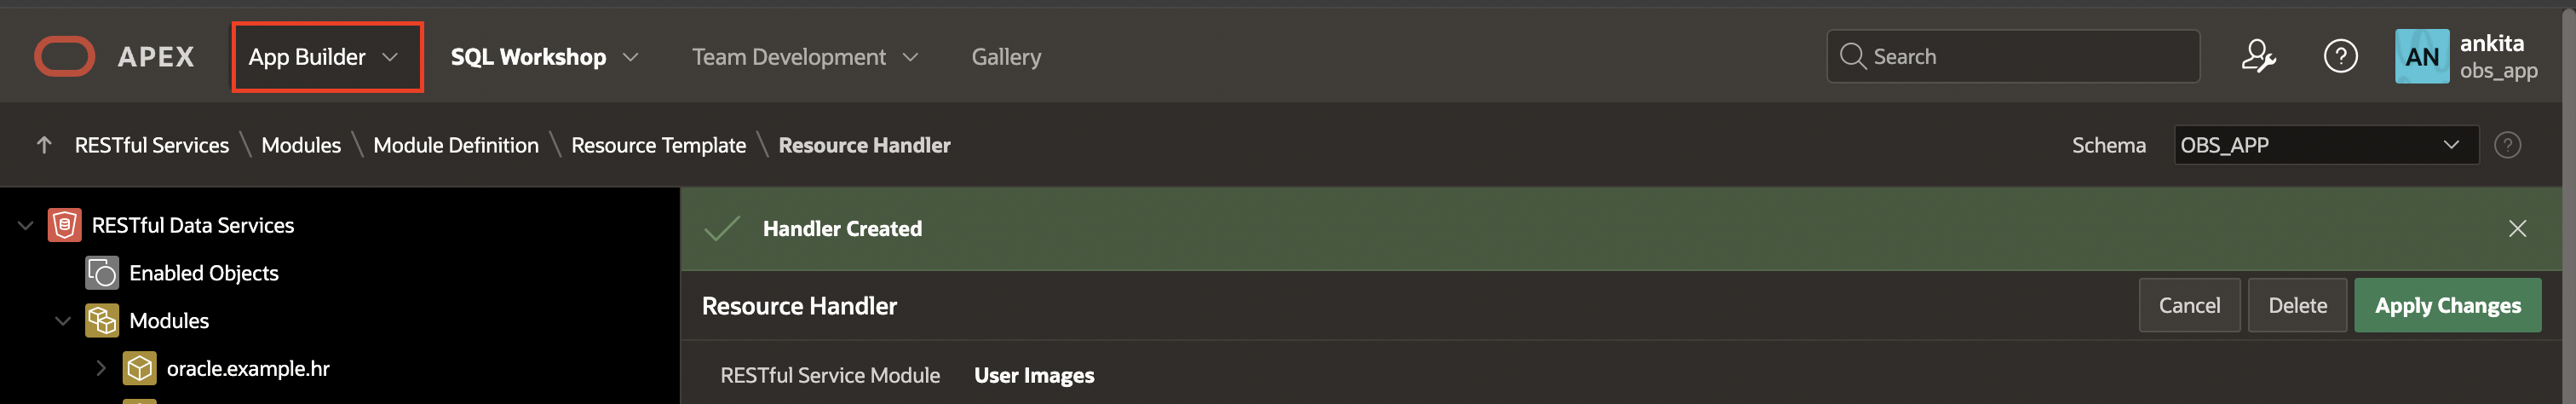 APEX App Builder SQL Workshop Team Development Gallery Search ? AN ankita
obs_app
RESTful Services \ Modules \ Module Definition \ Resource Template \ Resource Handler Schema OBS_APP ?
RESTful Data Services
Handler Created
Enabled Objects
Resource Handler Cancel Delete Apply Changes
Modules
oracle.example.hr
RESTful Service Module User Images